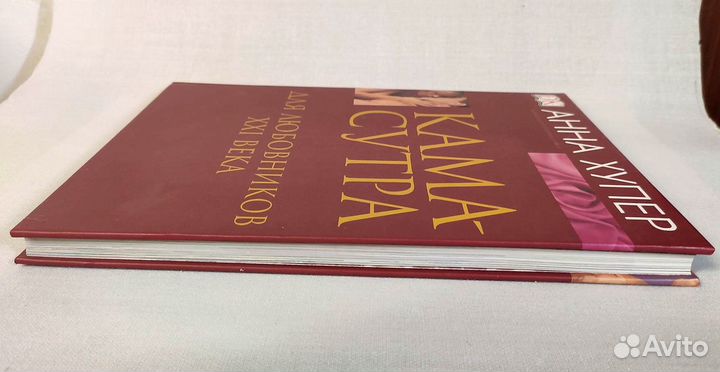 АННА ХУПЕР
КАМА-
СУТРА
ДЛЯ ЛЮБОВНИКОВ
XXI ВЕКА
Avito